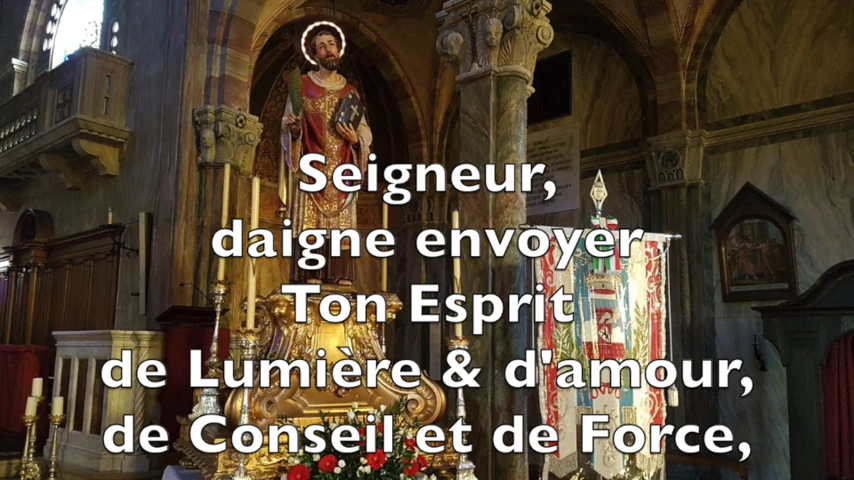 Seigneur,
daigne envoyer
Ton Esprit
de Lumière & d'amour,
de Conseil et de Force,